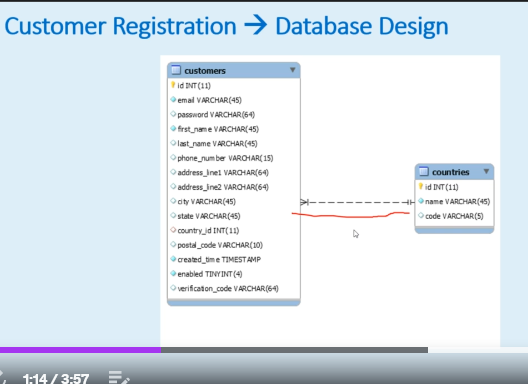 Customer Registration → Database Design
customers
id INT(11)
email VARCHAR(45)
password VARCHAR(64)
first_name VARCHAR(45)
last_name VARCHAR(45)
phone_number VARCHAR(15)
address_line1 VARCHAR(64)
address_line2 VARCHAR(64)
city VARCHAR(45)
state VARCHAR(45)
country_id INT(11)
postal_code VARCHAR(10)
created_time TIMESTAMP
enabled TINYINT(4)
verification_code VARCHAR(64)
countries
id INT(11)
name VARCHAR(45)
code VARCHAR(5)
1:14 / 3:57